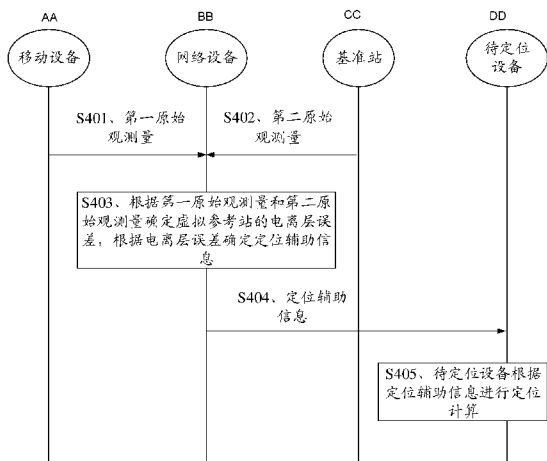 AA
BB
CC
DD
移动设备
网络设备
基准站
待定位
设备
S401、第一原始
观测量
S402、第二原始
观测量
S403、根据第一原始观测量和第二原
始观测量确定虚拟参考站的电离层误
差，根据电离层误差确定定位辅助信
息
S404、定位辅助
信息
S405、待定位设备根据
定位辅助信息进行定位
计算